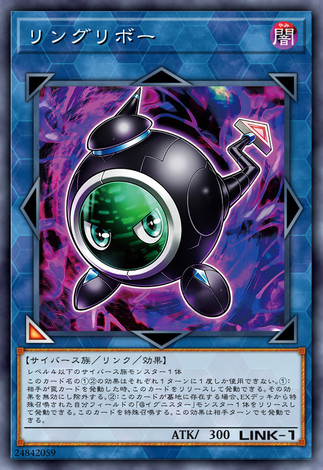 リングリボー
闇
やみ
【サイバース族／リンク／効果】
レベル４以下のサイバース族モンスター１体
このカード名の①②の効果はそれぞれ１ターンに１度しか使用できない。①：
相手が罠カードを発動した時、このカードをリリースして発動できる。その効
果を無効にし除外する。②：このカードが墓地に存在する場合、EXデッキから特
殊召喚された自分フィールドの「@イグニスター」モンスター１体をリリースし
て発動できる。このカードを特殊召喚する。この効果は相手ターンでも発動で
きる。
ATK/ 300 LINK-1
24842059